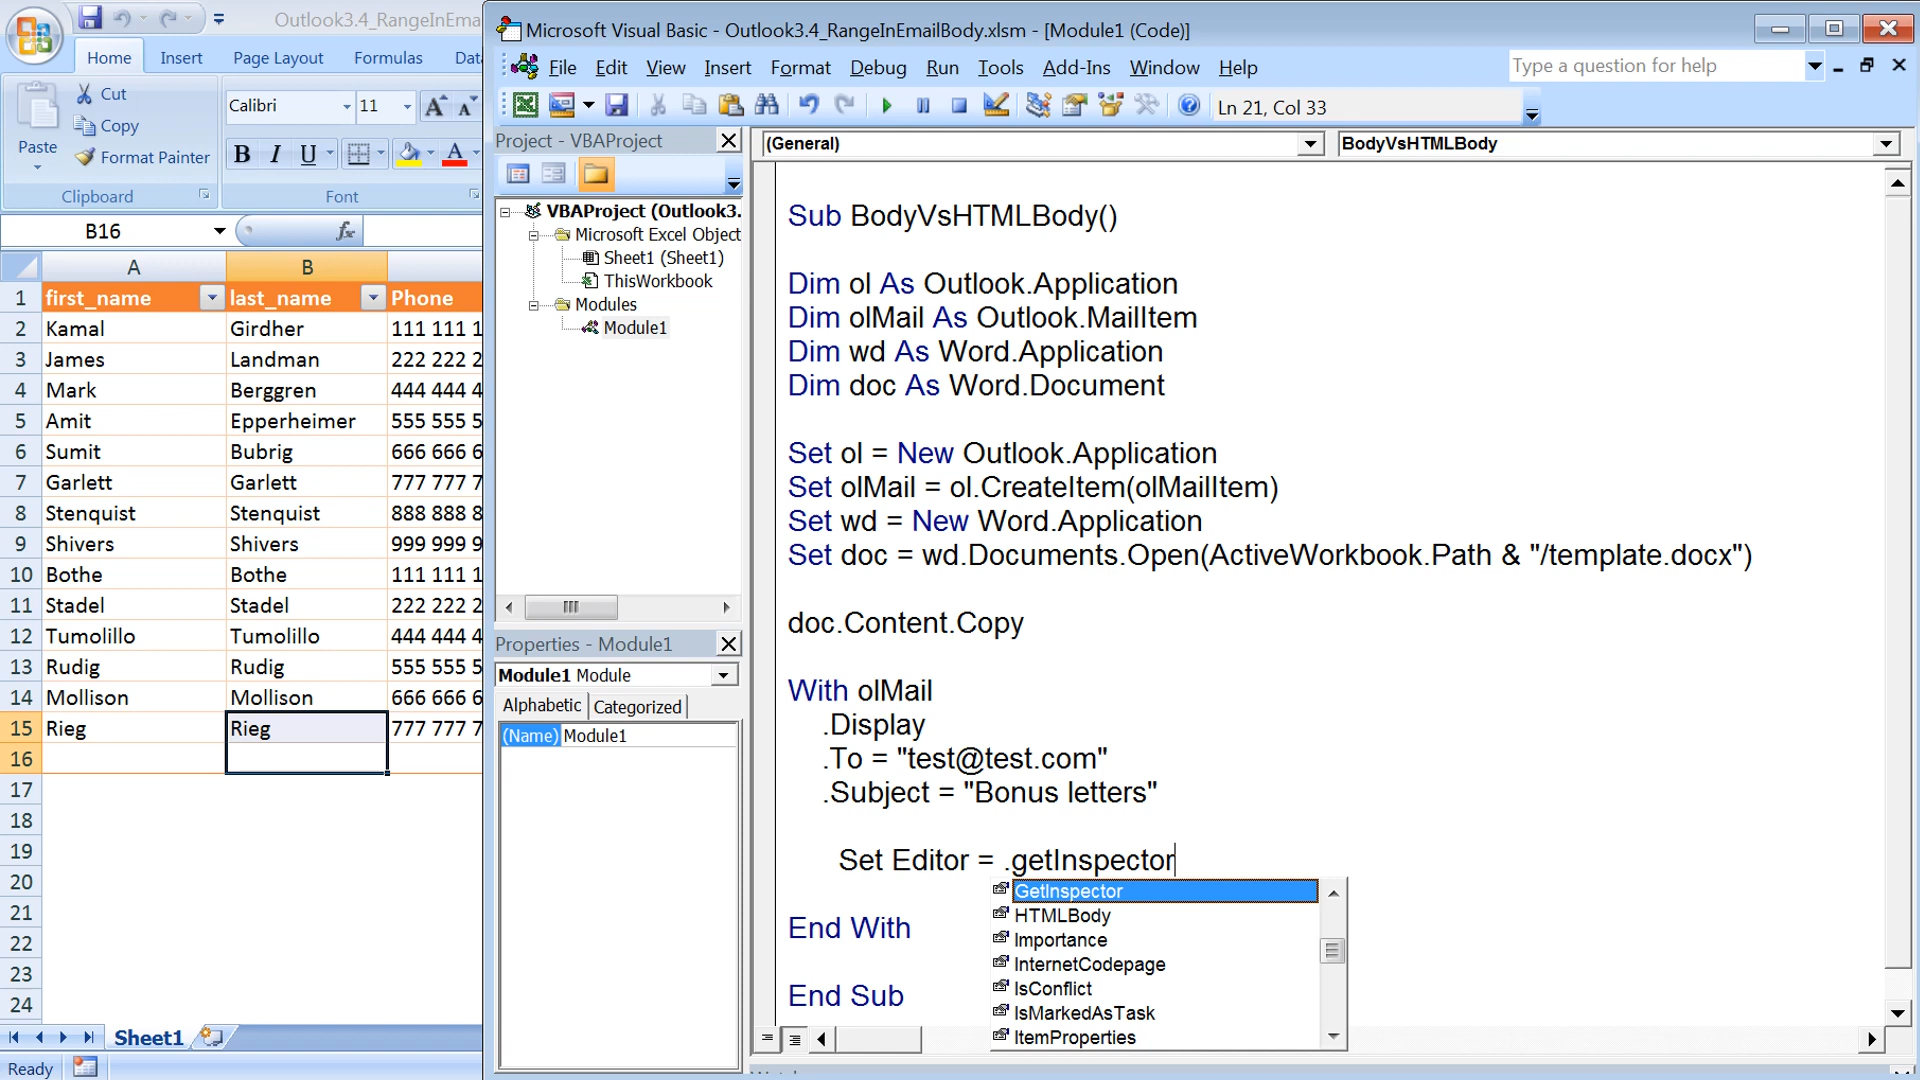 Outlook3.4_RangeInEma
Home Insert Page Layout Formulas Dat
Cut
Copy
Paste
Format Painter
Clipboard
Calibri 11
B I U A
Font
B16 fx
A B
1 first_name last_name Phone
2 Kamal Girdher 111 111 1
3 James Landman 222 222 2
4 Mark Berggren 444 444 4
5 Amit Epperheimer 555 555 5
6 Sumit Bubrig 666 666 6
7 Garlett Garlett 777 777 7
8 Stenquist Stenquist 888 888 8
9 Shivers Shivers 999 999 9
10 Bothe Bothe 111 111 1
11 Stadel Stadel 222 222 2
12 Tumolillo Tumolillo 444 444 4
13 Rudig Rudig 555 555 5
14 Mollison Mollison 666 666 6
15 Rieg Rieg 777 777 7
16
17
18
19
20
21
22
23
24
Sheet1
Ready
Microsoft Visual Basic - Outlook3.4_RangeInEmailBody.xlsm - [Module1 (Code)]
File Edit View Insert Format Debug Run Tools Add-Ins Window Help
Type a question for help
Ln 21, Col 33
Project - VBAProject
VBAProject (Outlook3.
Microsoft Excel Object
Sheet1 (Sheet1)
ThisWorkbook
Modules
Module1
Properties - Module1
Module1 Module
Alphabetic Categorized
(Name) Module1
(General) BodyVsHTMLBody
Sub BodyVsHTMLBody()
Dim ol As Outlook.Application
Dim olMail As Outlook.MailItem
Dim wd As Word.Application
Dim doc As Word.Document
Set ol = New Outlook.Application
Set olMail = ol.CreateItem(olMailItem)
Set wd = New Word.Application
Set doc = wd.Documents.Open(ActiveWorkbook.Path & "/template.docx")
doc.Content.Copy
With olMail
.Display
.To = "test@test.com"
.Subject = "Bonus letters"
Set Editor = .getInspector
GetInspector
HTMLBody
Importance
InternetCodepage
IsConflict
IsMarkedAsTask
ItemProperties
End With
End Sub